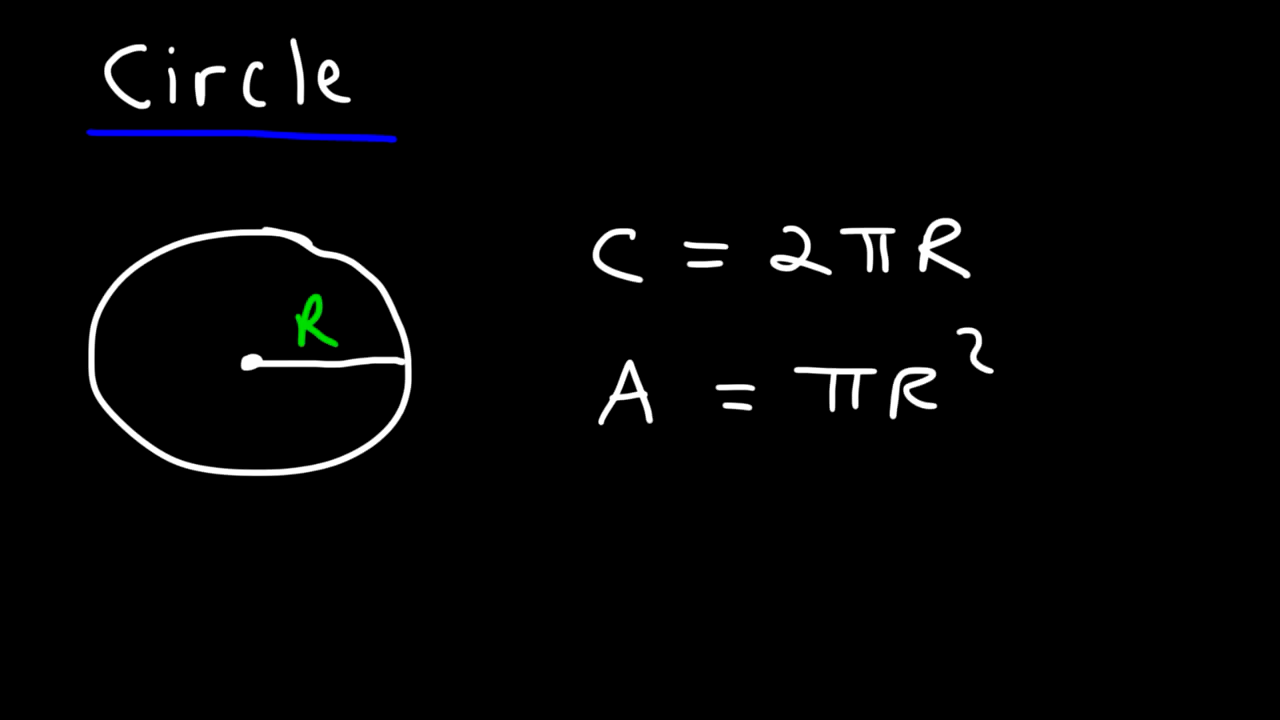 Circle
R
C = 2πR
A = πR²